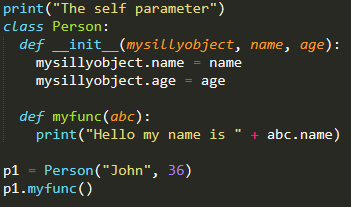 print("The self parameter")
class Person:
  def __init__(mysillyobject, name, age):
    mysillyobject.name = name
    mysillyobject.age = age

  def myfunc(abc):
    print("Hello my name is " + abc.name)

p1 = Person("John", 36)
p1.myfunc()